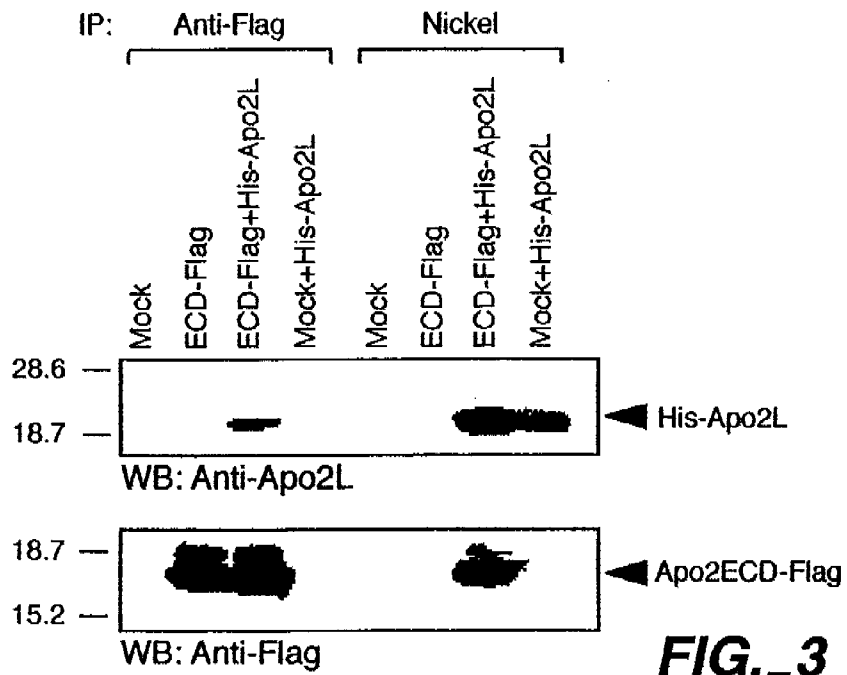 IP: Anti-Flag Nickel
Mock
ECD-Flag
ECD-Flag+His-Apo2L
Mock+His-Apo2L
Mock
ECD-Flag
ECD-Flag+His-Apo2L
Mock+His-Apo2L
28.6 —
18.7 —
His-Apo2L
WB: Anti-Apo2L
18.7 —
Apo2ECD-Flag
15.2 —
WB: Anti-Flag
FIG._3